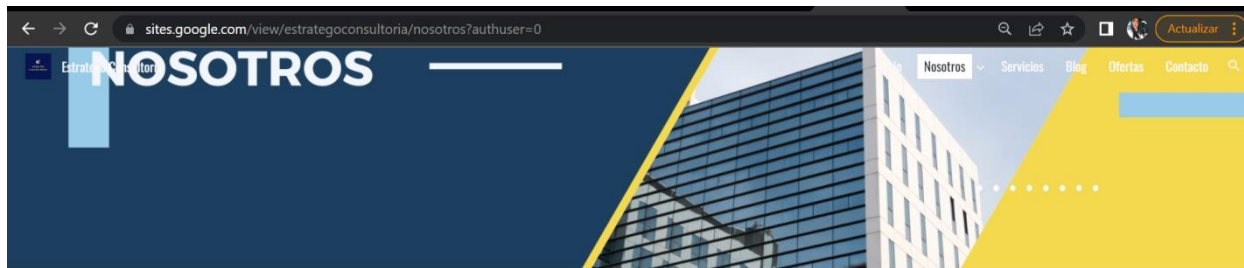 sites.google.com/view/estrategoconsultoria/nosotros?authuser=0
Actualizar
NOSOTROS
Nosotros
Servicios
Blog
Ofertas
Contacto